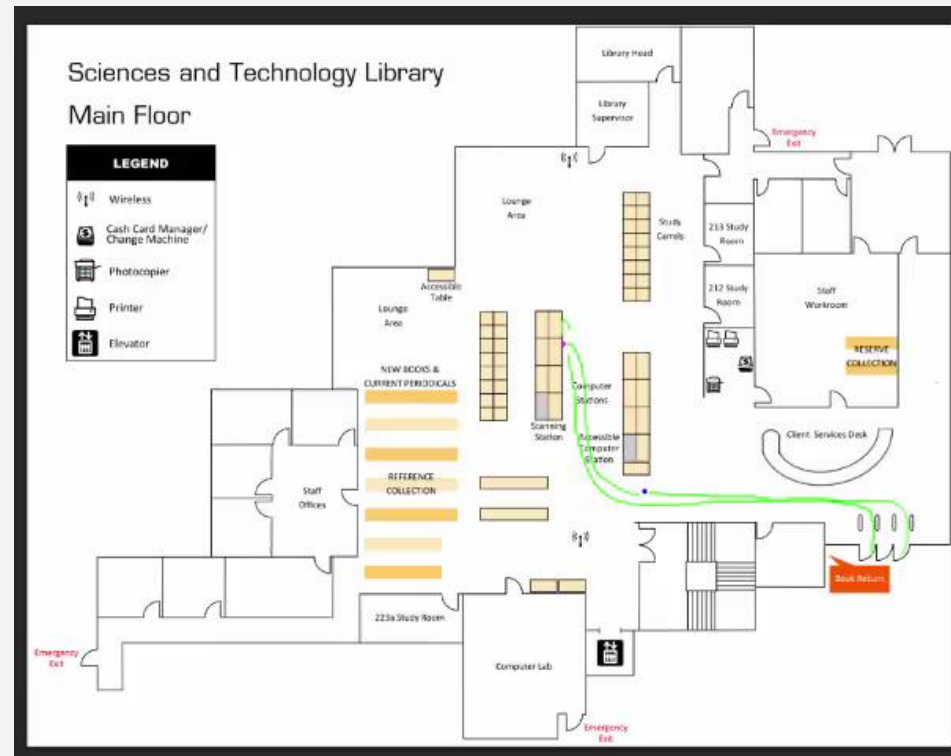 Sciences and Technology Library
Main Floor
LEGEND
Wireless
Cash Card Manager/
Change Machine
Photocopier
Printer
Elevator
Library Head
Library
Supervisor
Emergency
Exit
Lounge
Area
Study
Carrels
213 Study
Room
212 Study
Room
Staff
Workroom
RESERVE
COLLECTION
Accessible
Table
Lounge
Area
NEW BOOKS &
CURRENT PERIODICALS
Computer
Stations
Scanning
Station
Accessible
Computer
Station
Client Services Desk
REFERENCE
COLLECTION
Staff
Offices
Book Return
223a Study Room
Computer Lab
Emergency
Exit
Emergency
Exit